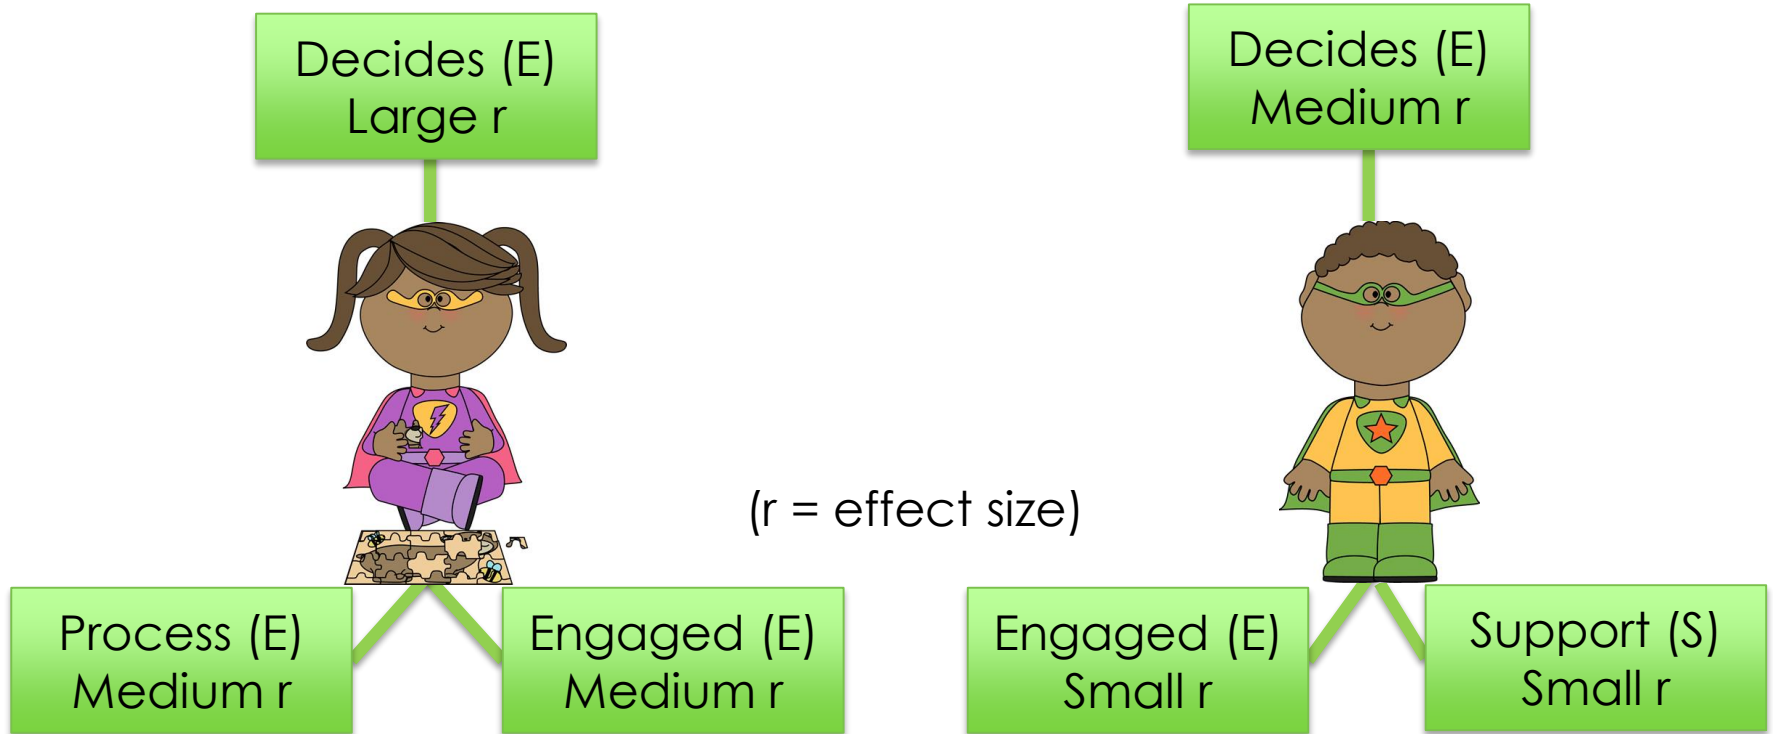 Decides (E)
Large r
Decides (E)
Medium r
(r = effect size)
Process (E)
Medium r
Engaged (E)
Medium r
Engaged (E)
Small r
Support (S)
Small r